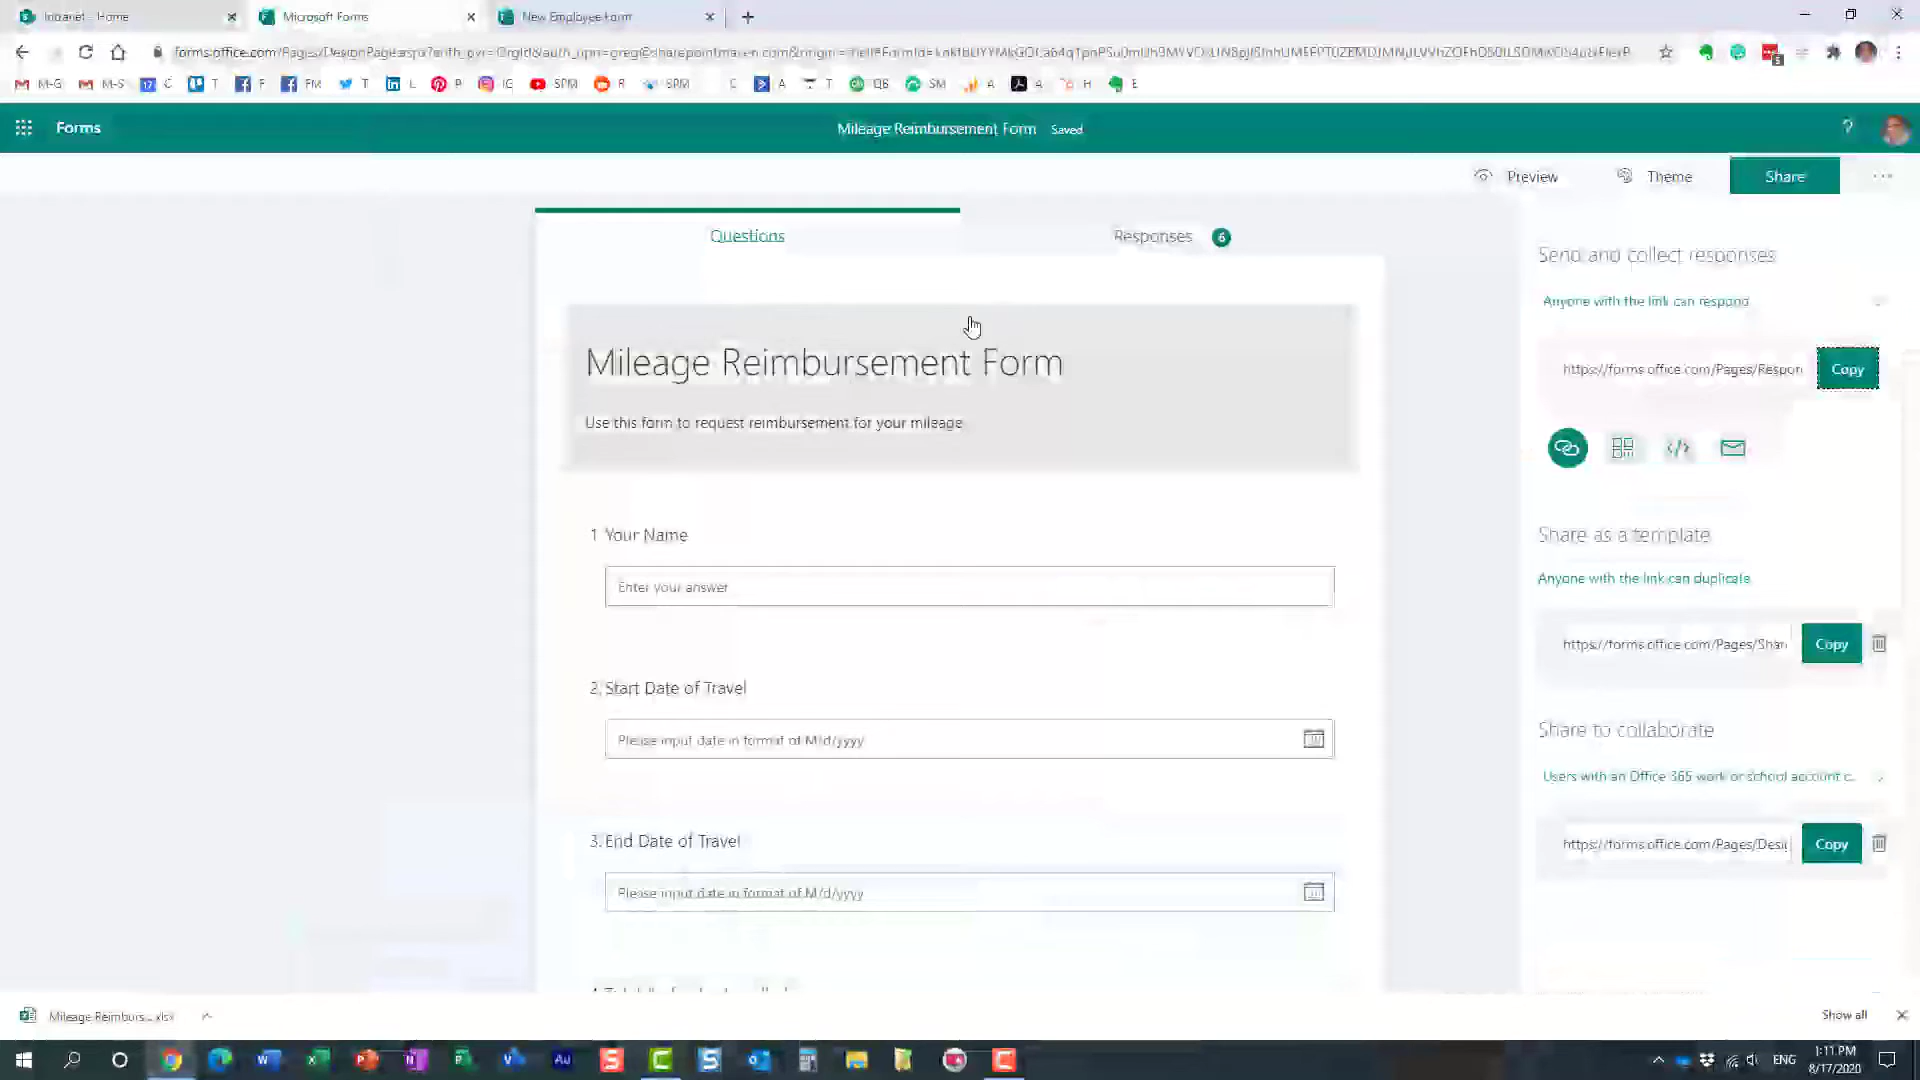 Intranet - Home
Microsoft Forms
New Employee Form
M-G
M-S
C
T
F
FM
T
L
P
IG
SPM
R
SPM
C
A
T
QB
SM
A
A
H
E
Forms
Mileage Reimbursement Form
Saved
?
Preview
Theme
Share
Questions
Responses
6
Send and collect responses
Anyone with the link can respond
https://forms.office.com/Pages/Respon
Copy
Mileage Reimbursement Form
Use this form to request reimbursement for your mileage
1 Your Name
Enter your answer
Share as a template
Anyone with the link can duplicate
https://forms.office.com/Pages/Shar
Copy
2. Start Date of Travel
Please input date in format of M/d/yyyy
Share to collaborate
Users with an Office 365 work or school account c...
https://forms.office.com/Pages/Desi
Copy
3. End Date of Travel
Please input date in format of M/d/yyyy
Mileage Reimburs....xlsx
Show all
ENG
1:11 PM
8/17/2020